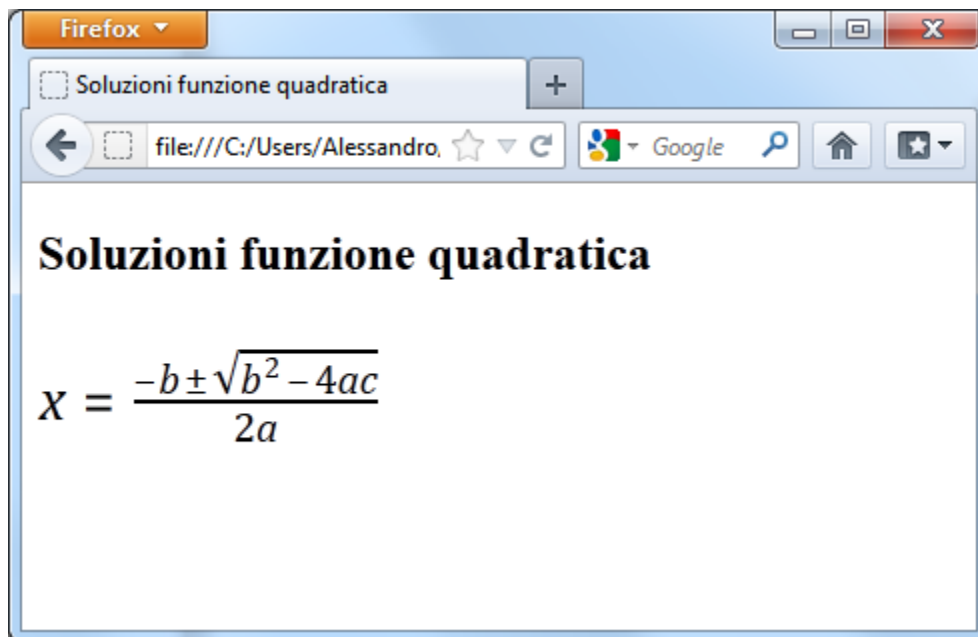 Firefox
Soluzioni funzione quadratica
file:///C:/Users/Alessandro,
Google
Soluzioni funzione quadratica
x = −b ± √b² − 4ac
2a